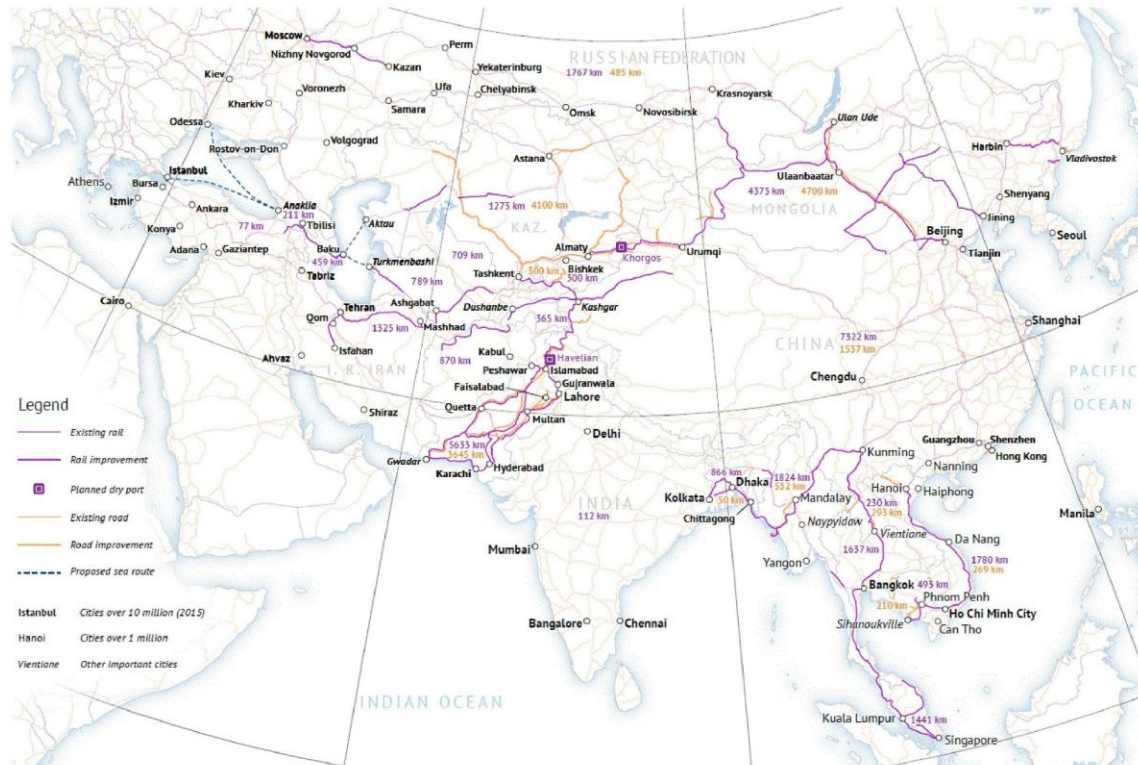 Moscow
Nizhny Novgorod
Kazan
Perm
Yekaterinburg
RUSSIAN FEDERATION
1767 km 485 km
Kiev
Voronezh
Ufa
Chelyabinsk
Krasnoyarsk
Kharkiv
Samara
Omsk
Novosibirsk
Odessa
Ulan Ude
Rostov-on-Don
Volgograd
Harbin
Vladivostok
Astana
Istanbul
Athens
Bursa
Ulaanbaatar
Izmir
Anaklia
4375 km 4700 km
Shenyang
Ankara
211 km
1273 km 4100 km
MONGOLIA
77 km
Tbilisi
Aktau
Jining
Konya
KAZ.
Beijing
Seoul
Adana
Gaziantep
Baku
709 km
Almaty
Khorgos
Urumqi
Tianjin
459 km
Turkmenbashi
Bishkek
Tabriz
Tashkent
300 km
300 km
789 km
Cairo
Tehran
Ashgabat
Dushanbe
Kashgar
Qom
1325 km
Mashhad
365 km
Shanghai
Isfahan
Kabul
Havelian
CHINA
7322 km
1537 km
Ahvaz
870 km
Peshawar
Islamabad
I. R. IRAN
Faisalabad
Gujranwala
Chengdu
PACIFIC
OCEAN
Lahore
Shiraz
Quetta
Multan
Delhi
Guangzhou
Shenzhen
Hong Kong
5633 km
3645 km
Gwadar
Karachi
Hyderabad
Kunming
Nanning
866 km
1824 km
532 km
Dhaka
Kolkata
50 km
Mandalay
Hanoi
Haiphong
INDIA
230 km
293 km
112 km
Chittagong
Naypyidaw
Vientiane
Manila
Mumbai
Da Nang
Yangon
1637 km
1780 km
269 km
Bangkok
493 km
Phnom Penh
Bangalore
Chennai
210 km
Ho Chi Minh City
Sihanoukville
Can Tho
INDIAN OCEAN
Kuala Lumpur
1441 km
Singapore
Legend
Existing rail
Rail improvement
Planned dry port
Existing road
Road improvement
Proposed sea route
Istanbul Cities over 10 million (2015)
Hanoi Cities over 1 million
Vientiane Other important cities